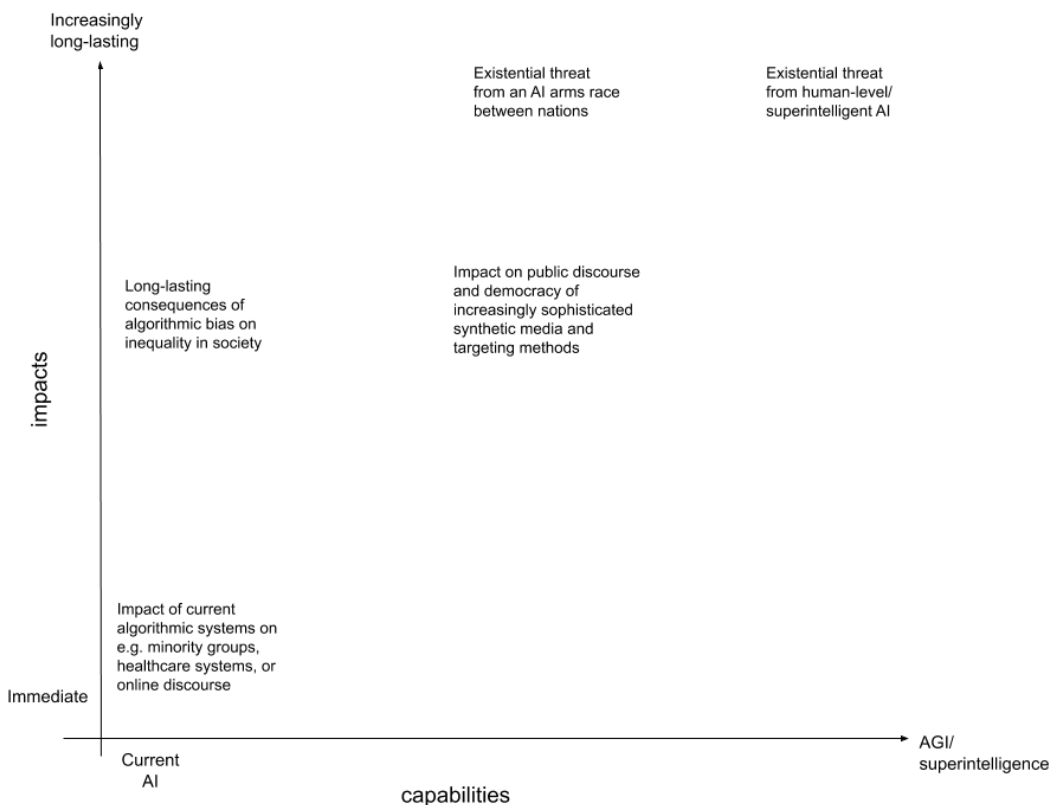 Increasingly
long-lasting
Existential threat
from an AI arms race
between nations
Existential threat
from human-level/
superintelligent AI
Long-lasting
consequences of
algorithmic bias on
inequality in society
Impact on public discourse
and democracy of
increasingly sophisticated
synthetic media and
targeting methods
impacts
Impact of current
algorithmic systems on
e.g. minority groups,
healthcare systems, or
online discourse
Immediate
Current
AI
capabilities
AGI/
superintelligence